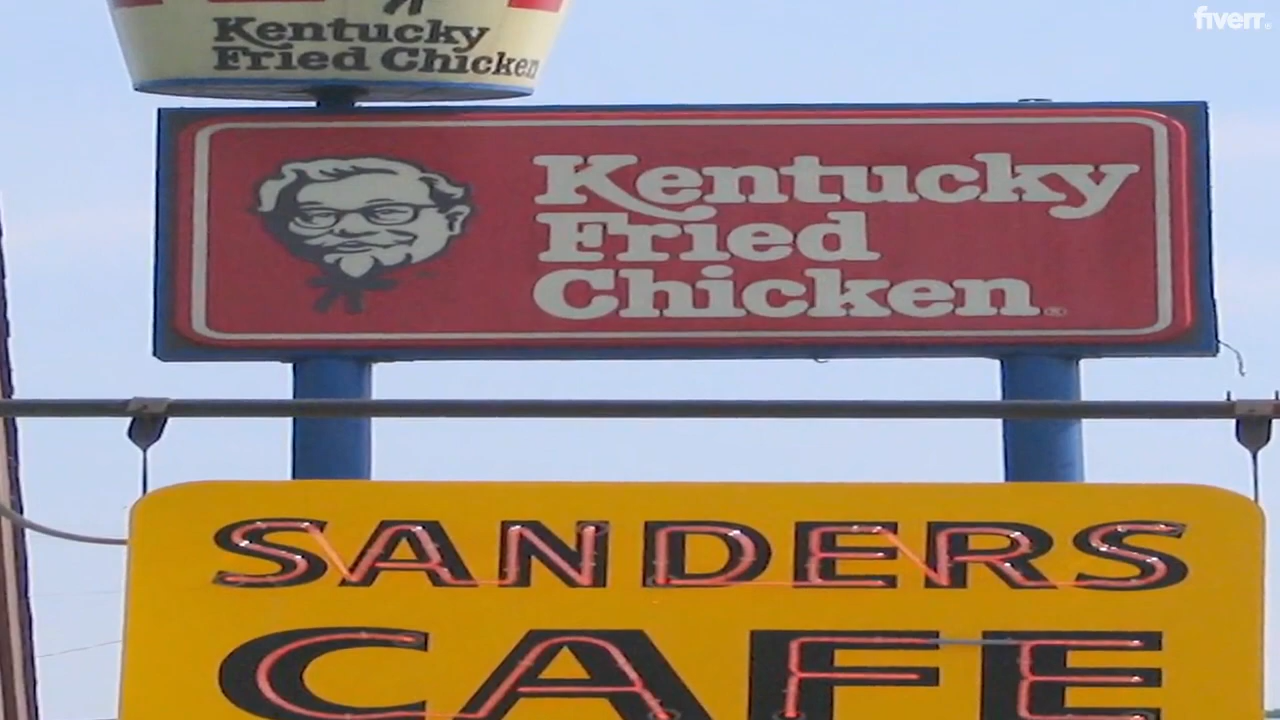 fiverr.
Kentucky
Fried Chicken
Kentucky
Fried
Chicken®
SANDERS
CAFE